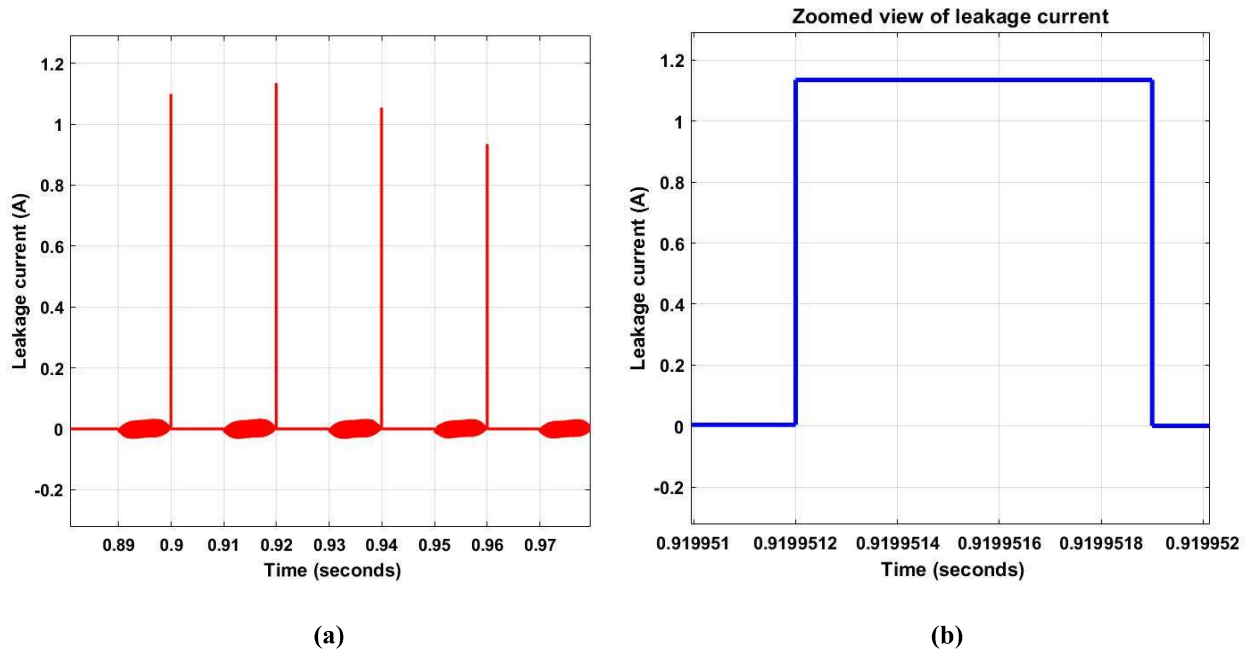 Zoomed view of leakage current
1.2
1
0.8
0.6
0.4
0.2
0
-0.2
Leakage current (A)
0.89 0.9 0.91 0.92 0.93 0.94 0.95 0.96 0.97
Time (seconds)
1.2
1
0.8
0.6
0.4
0.2
0
-0.2
Leakage current (A)
0.919951 0.9199512 0.9199514 0.9199516 0.9199518 0.919952
Time (seconds)
(a)
(b)